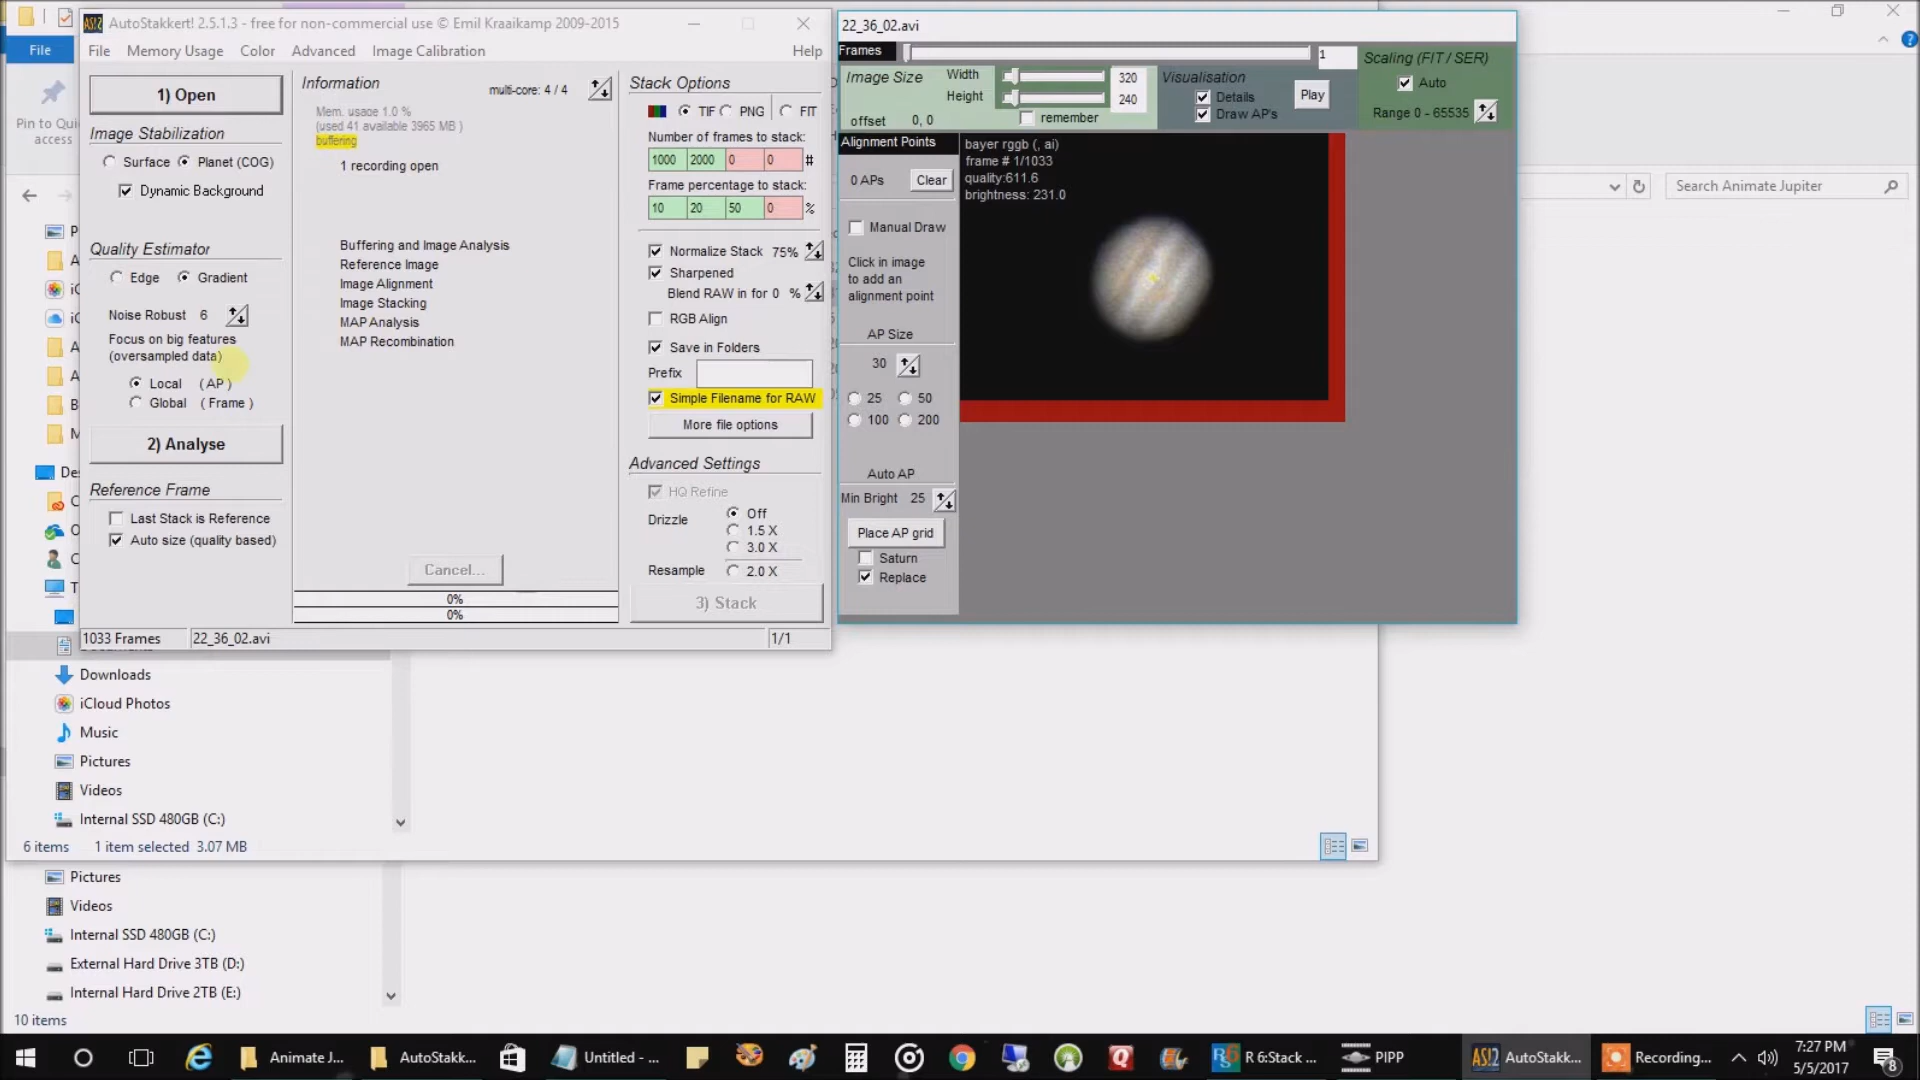 File
Pin to Quic
access
P
A
iC
iC
A
A
B
M
Des
C
O
C
T
Downloads
iCloud Photos
Music
Pictures
Videos
Internal SSD 480GB (C:)
6 items 1 item selected 3.07 MB
Pictures
Videos
Internal SSD 480GB (C:)
External Hard Drive 3TB (D:)
Internal Hard Drive 2TB (E:)
10 items
Search Animate Jupiter
AS!2 AutoStakkert! 2.5.1.3 - free for non-commercial use © Emil Kraaikamp 2009-2015
File Memory Usage Color Advanced Image Calibration Help
1) Open
Image Stabilization
Surface Planet (COG)
Dynamic Background
Quality Estimator
Edge Gradient
Noise Robust 6
Focus on big features
(oversampled data)
Local (AP)
Global (Frame)
2) Analyse
Reference Frame
Last Stack is Reference
Auto size (quality based)
Information multi-core: 4 / 4
Mem. usage 1.0 %
(used 41 available 3965 MB )
buffering
1 recording open
Buffering and Image Analysis
Reference Image
Image Alignment
Image Stacking
MAP Analysis
MAP Recombination
Cancel...
0%
0%
Stack Options
TIF PNG FIT
Number of frames to stack:
1000 2000 0 0 #
Frame percentage to stack:
10 20 50 0 %
Normalize Stack 75%
Sharpened
Blend RAW in for 0 %
RGB Align
Save in Folders
Prefix
Simple Filename for RAW
More file options
Advanced Settings
HQ Refine
Drizzle Off
1.5 X
3.0 X
Resample 2.0 X
3) Stack
1033 Frames 22_36_02.avi 1/1
22_36_02.avi
Frames 1
Image Size Width 320
Height 240
offset 0, 0 remember
Visualisation
Details
Draw AP's
Play
Scaling (FIT / SER)
Auto
Range 0 - 65535
Alignment Points
0 APs Clear
Manual Draw
Click in image
to add an
alignment point
AP Size
30
25 50
100 200
Auto AP
Min Bright 25
Place AP grid
Saturn
Replace
bayer rggb (, ai)
frame # 1/1033
quality:611.6
brightness: 231.0
Animate J... AutoStakk... Untitled - ... R 6:Stack ... PIPP AS!2 AutoStakk... Recording...
7:27 PM
5/5/2017
8